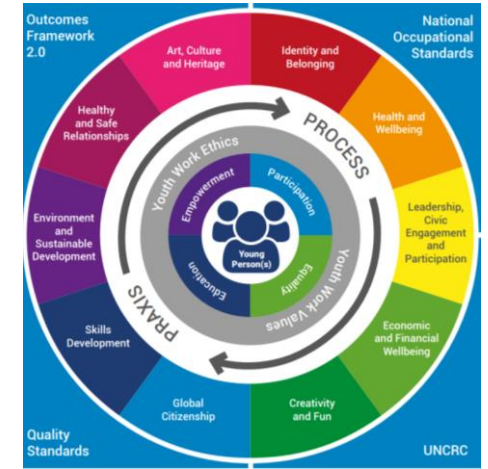 Outcomes
Framework
2.0
National
Occupational
Standards
Art, Culture
and Heritage
Identity and
Belonging
Healthy
and Safe
Relationships
Health and
Wellbeing
PROCESS
Youth Work Ethics
Empowerment
Participation
Environment
and
Sustainable
Development
Young
Person(s)
Leadership,
Civic
Engagement
and
Participation
Education
Equality
Youth Work Values
PRAXIS
Skills
Development
Economic
and Financial
Wellbeing
Global
Citizenship
Creativity
and Fun
Quality
Standards
UNCRC